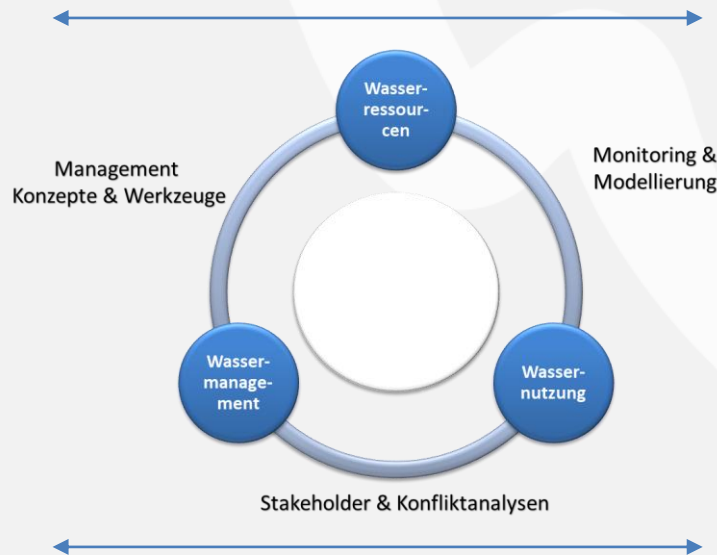 Wasser-
ressour-
cen
Management
Konzepte & Werkzeuge
Monitoring &
Modellierung
Wasser-
manage-
ment
Wasser-
nutzung
Stakeholder & Konfliktanalysen